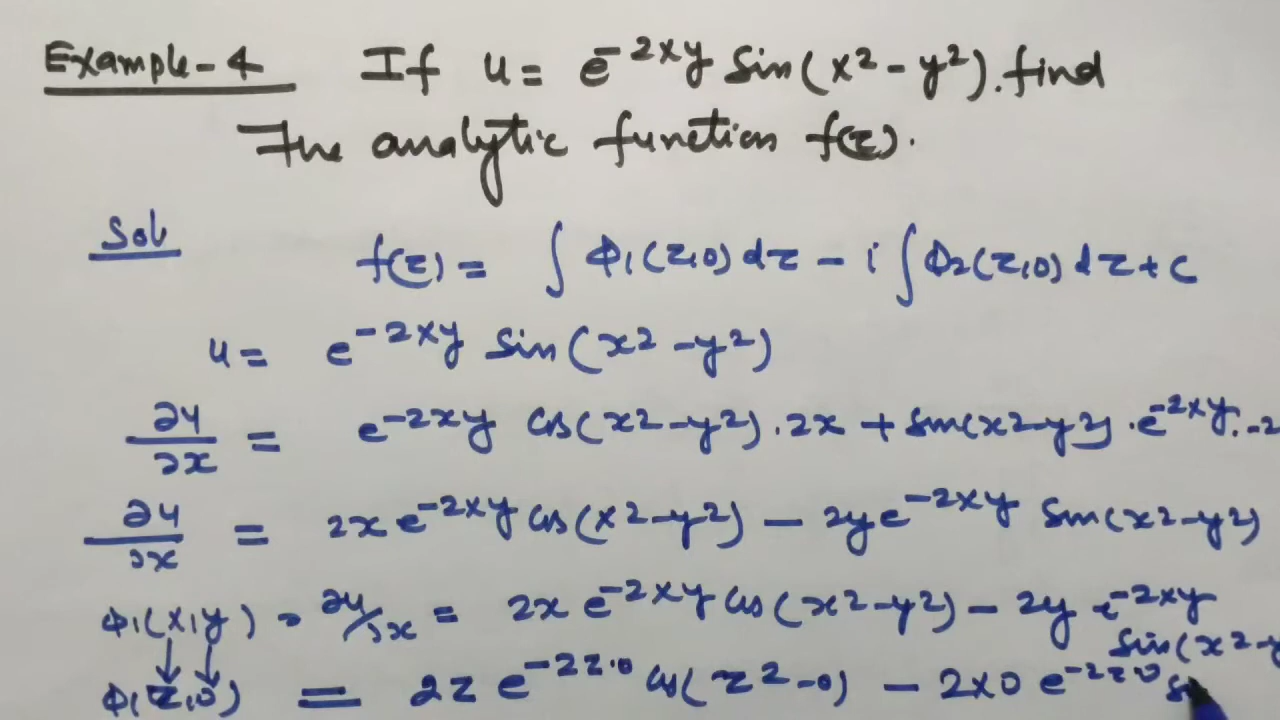 Example-4 If u = e^{-2xy} Sin(x² - y²). find
The analytic function f(z).
Sol
f(z) = ∫ Φ₁(z,0) dz - i ∫ Φ₂(z,0) dz + c
u = e^{-2xy} Sin(x² - y²)
∂u/∂x = e^{-2xy} Cos(x² - y²) . 2x + Sin(x² - y²) . e^{-2xy} . -2
∂u/∂x = 2x e^{-2xy} Cos(x² - y²) - 2y e^{-2xy} Sin(x² - y²)
Φ₁(x,y) = ∂u/∂x = 2x e^{-2xy} Cos(x² - y²) - 2y e^{-2xy}
Sin(x² - y
Φ₁(z,0) = 2z e^{-2z.0} Cos(z² - 0) - 2×0 e^{-2z.0} s